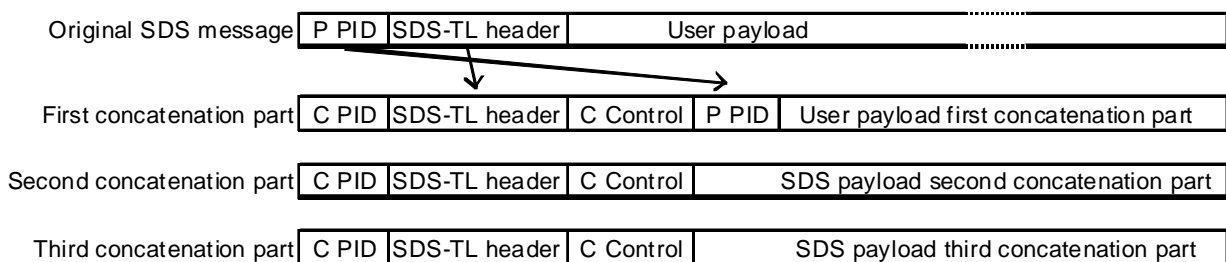 Original SDS message P PID SDS-TL header User payload
First concatenation part C PID SDS-TL header C Control P PID User payload first concatenation part
Second concatenation part C PID SDS-TL header C Control SDS payload second concatenation part
Third concatenation part C PID SDS-TL header C Control SDS payload third concatenation part